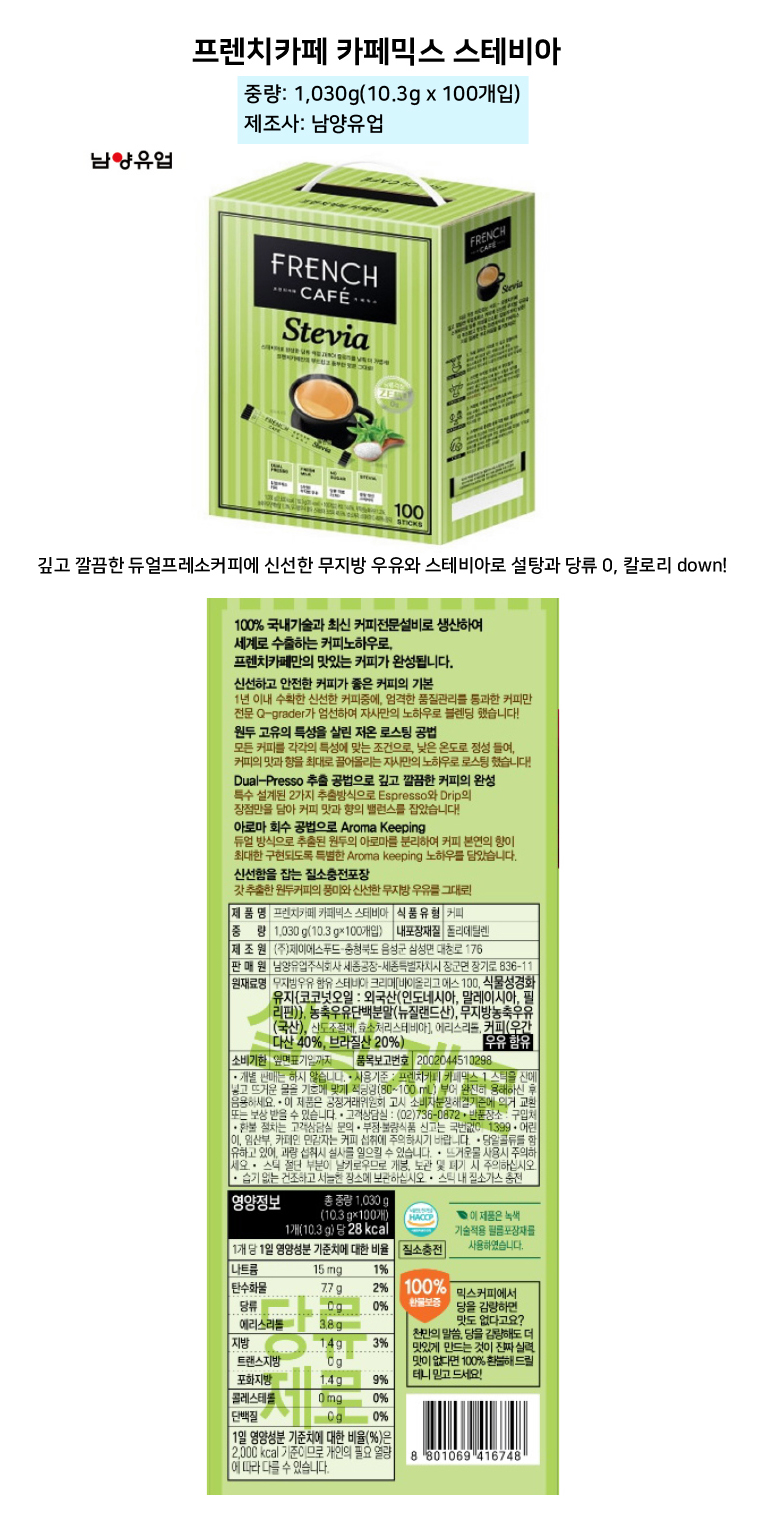 프렌치카페 카페믹스 스테비아
중량: 1,030g(10.3g x 100개입)
제조사: 남양유업
남양유업
FRENCH
CAFÉ
Stevia
FRENCH
CAFÉ
Stevia
FRENCH
CAFÉ
Stevia
100
STICKS
깊고 깔끔한 듀얼프레소커피에 신선한 무지방 우유와 스테비아로 설탕과 당류 0, 칼로리 down!
100% 국내기술과 최신 커피전문설비로 생산하여
세계로 수출하는 커피노하우로,
프렌치카페만의 맛있는 커피가 완성됩니다.
신선하고 안전한 커피가 좋은 커피의 기본
1년 이내 수확한 신선한 커피중에, 엄격한 품질관리를 통과한 커피만
전문 Q-grader가 엄선하여 자사만의 노하우로 블렌딩 했습니다!
원두 고유의 특성을 살린 저온 로스팅 공법
모든 커피를 각각의 특성에 맞는 조건으로, 낮은 온도로 정성 들여,
커피의 맛과 향을 최대로 끌어올리는 자사만의 노하우로 로스팅 했습니다!
Dual-Presso 추출 공법으로 깊고 깔끔한 커피의 완성
특수 설계된 2가지 추출방식으로 Espresso와 Drip의
장점만을 담아 커피 맛과 향의 밸런스를 잡았습니다!
아로마 회수 공법으로 Aroma Keeping
듀얼 방식으로 추출된 원두의 아로마를 분리하여 커피 본연의 향이
최대한 구현되도록 특별한 Aroma keeping 노하우를 담았습니다.
신선함을 잡는 질소충전포장
갓 추출한 원두커피의 풍미와 신선한 무지방 우유를 그대로!
제품명 프렌치카페 카페믹스 스테비아 식품유형 커피
중 량 1,030 g(10.3 g×100개입) 내포장재질 폴리에틸렌
제조원 (주)제이에스푸드-충청북도 음성군 삼성면 대청로 176
판매원 남양유업주식회사 세종공장-세종특별자치시 장군면 장기로 836-11
원재료명 무지방우유 함유 스테비아 크리머[바이올리고 에스 100, 식물성경화
유지{코코넛오일 : 외국산(인도네시아, 말레이시아, 필
리핀)}, 농축우유단백분말(뉴질랜드산), 무지방농축우유
(국산), 산도조절제, 효소처리스테비아], 에리스리톨, 커피(우간
다산 40%, 브라질산 20%) 우유 함유
소비기한 옆면표기일까지 품목보고번호 2002044510298
• 개별 판매는 하지 않습니다. • 사용기준 : 프렌치카페 카페믹스 1 스틱을 잔에
넣고 뜨거운 물을 기호에 맞게 적당량(80~100 mL) 부어 완전히 용해하신 후
음용하세요. • 이 제품은 공정거래위원회 고시 소비자분쟁해결기준에 의거 교환
또는 보상 받을 수 있습니다. • 고객상담실 : (02)736-0872 • 반품장소 : 구입처
• 환불 절차는 고객상담실 문의 • 부정·불량식품 신고는 국번없이 1399 • 어린
이, 임산부, 카페인 민감자는 커피 섭취에 주의하시기 바랍니다. • 당알콜류를 함
유하고 있어, 과량 섭취시 설사를 일으킬 수 있습니다. • 뜨거운물 사용시 주의하
세요. • 스틱 절단 부분이 날카로우므로 개봉, 보관 및 폐기 시 주의하십시오.
• 습기 없는 건조하고 서늘한 장소에 보관하십시오. • 스틱 내 질소가스 충전
영양정보 총 중량 1,030 g
(10.3 g×100개)
1개(10.3 g) 당 28 kcal
1개 당 1일 영양성분 기준치에 대한 비율
나트륨 15 mg 1%
탄수화물 7.7 g 2%
당류 0 g 0%
에리스리톨 3.8 g
지방 1.4 g 3%
트랜스지방 0 g
포화지방 1.4 g 9%
콜레스테롤 0 mg 0%
단백질 0 g 0%
당류
제로
1일 영양성분 기준치에 대한 비율(%)은
2,000 kcal 기준이므로 개인의 필요 열량
에 따라 다를 수 있습니다.
HACCP
질소충전
이 제품은 녹색
기술적용 필름포장재를
사용하였습니다.
100%
환불보증
믹스커피에서
당을 감량하면
맛도 없다고요?
천만의 말씀, 당을 감량해도 더
맛있게 만드는 것이 진짜 실력.
맛이 없다면 100% 환불해 드릴
테니 믿고 드세요!
8 801069 416748